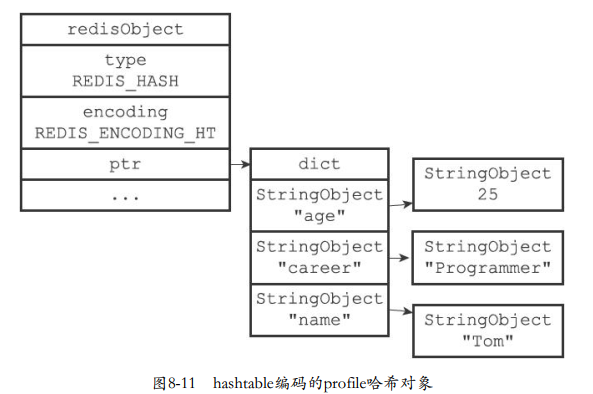 redisObject
type
REDIS_HASH
encoding
REDIS_ENCODING_HT
ptr
...
dict
StringObject
"age"
StringObject
"career"
StringObject
"name"
StringObject
25
StringObject
"Programmer"
StringObject
"Tom"
图8-11 hashtable编码的profile哈希对象